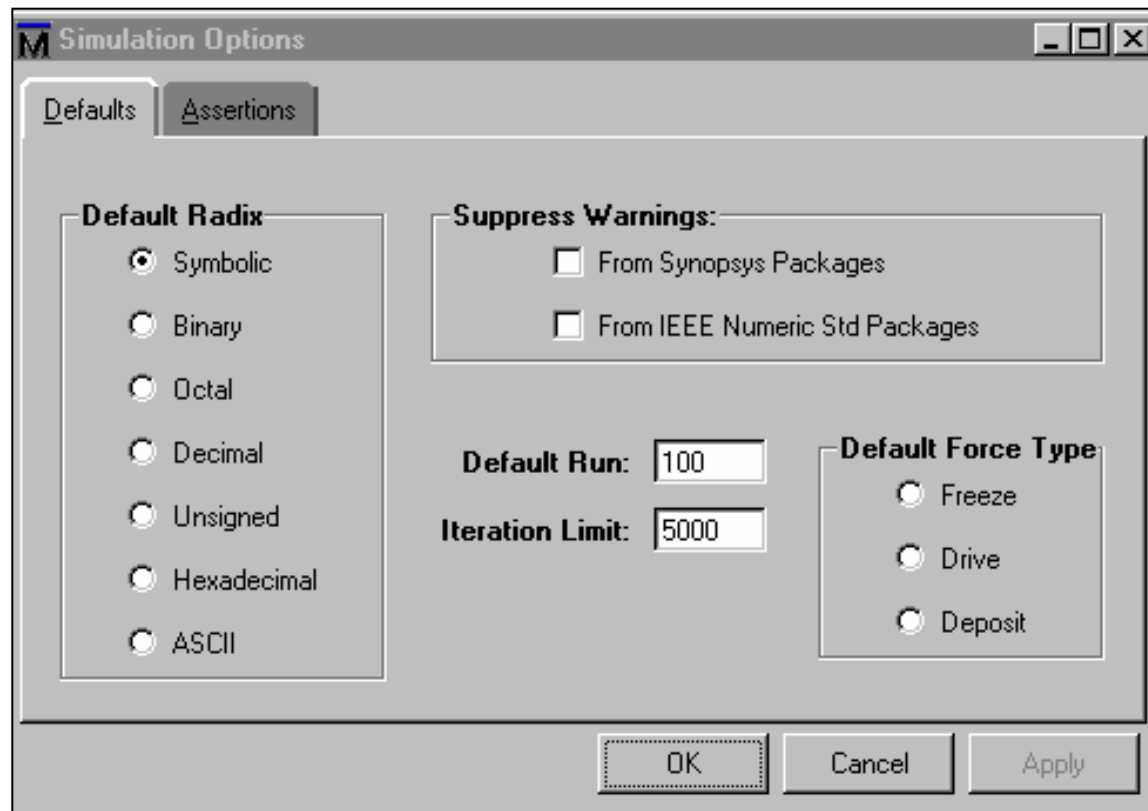 M Simulation Options
Defaults
Assertions
Default Radix
Symbolic
Binary
Octal
Decimal
Unsigned
Hexadecimal
ASCII
Suppress Warnings:
From Synopsys Packages
From IEEE Numeric Std Packages
Default Run: 100
Iteration Limit: 5000
Default Force Type
Freeze
Drive
Deposit
OK
Cancel
Apply